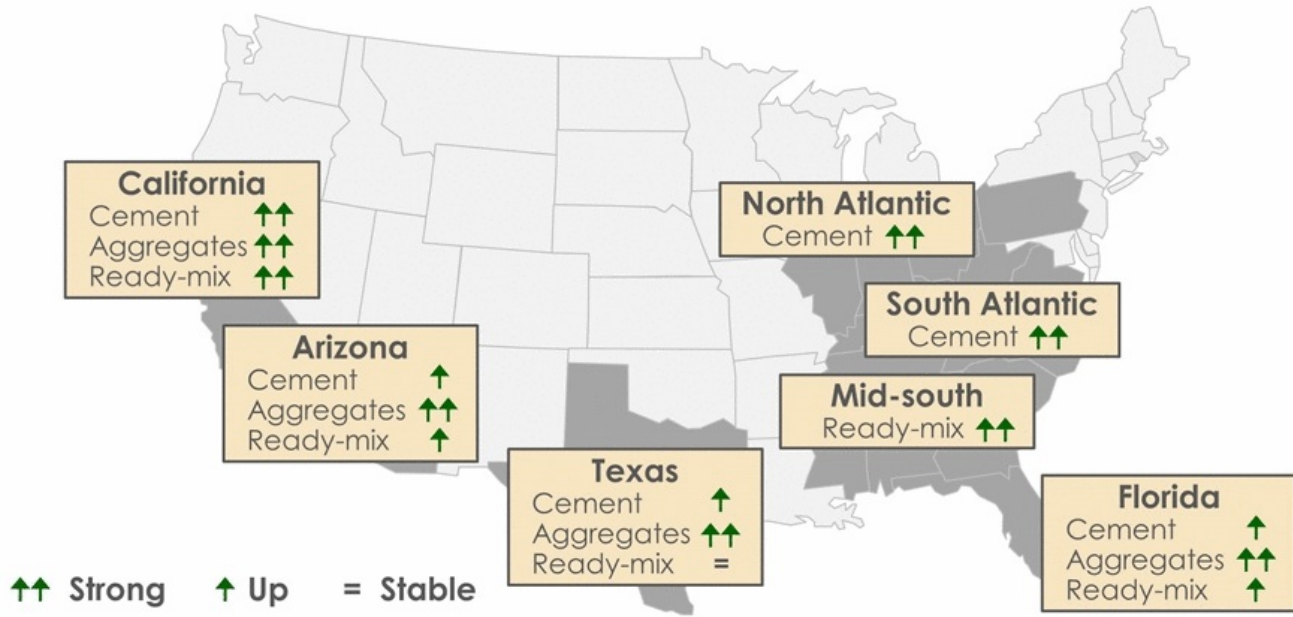 California
Cement ↑↑
Aggregates ↑↑
Ready-mix ↑↑
Arizona
Cement ↑
Aggregates ↑↑
Ready-mix ↑
Texas
Cement ↑
Aggregates ↑↑
Ready-mix =
North Atlantic
Cement ↑↑
South Atlantic
Cement ↑↑
Mid-south
Ready-mix ↑↑
Florida
Cement ↑
Aggregates ↑↑
Ready-mix ↑
↑↑ Strong ↑ Up = Stable